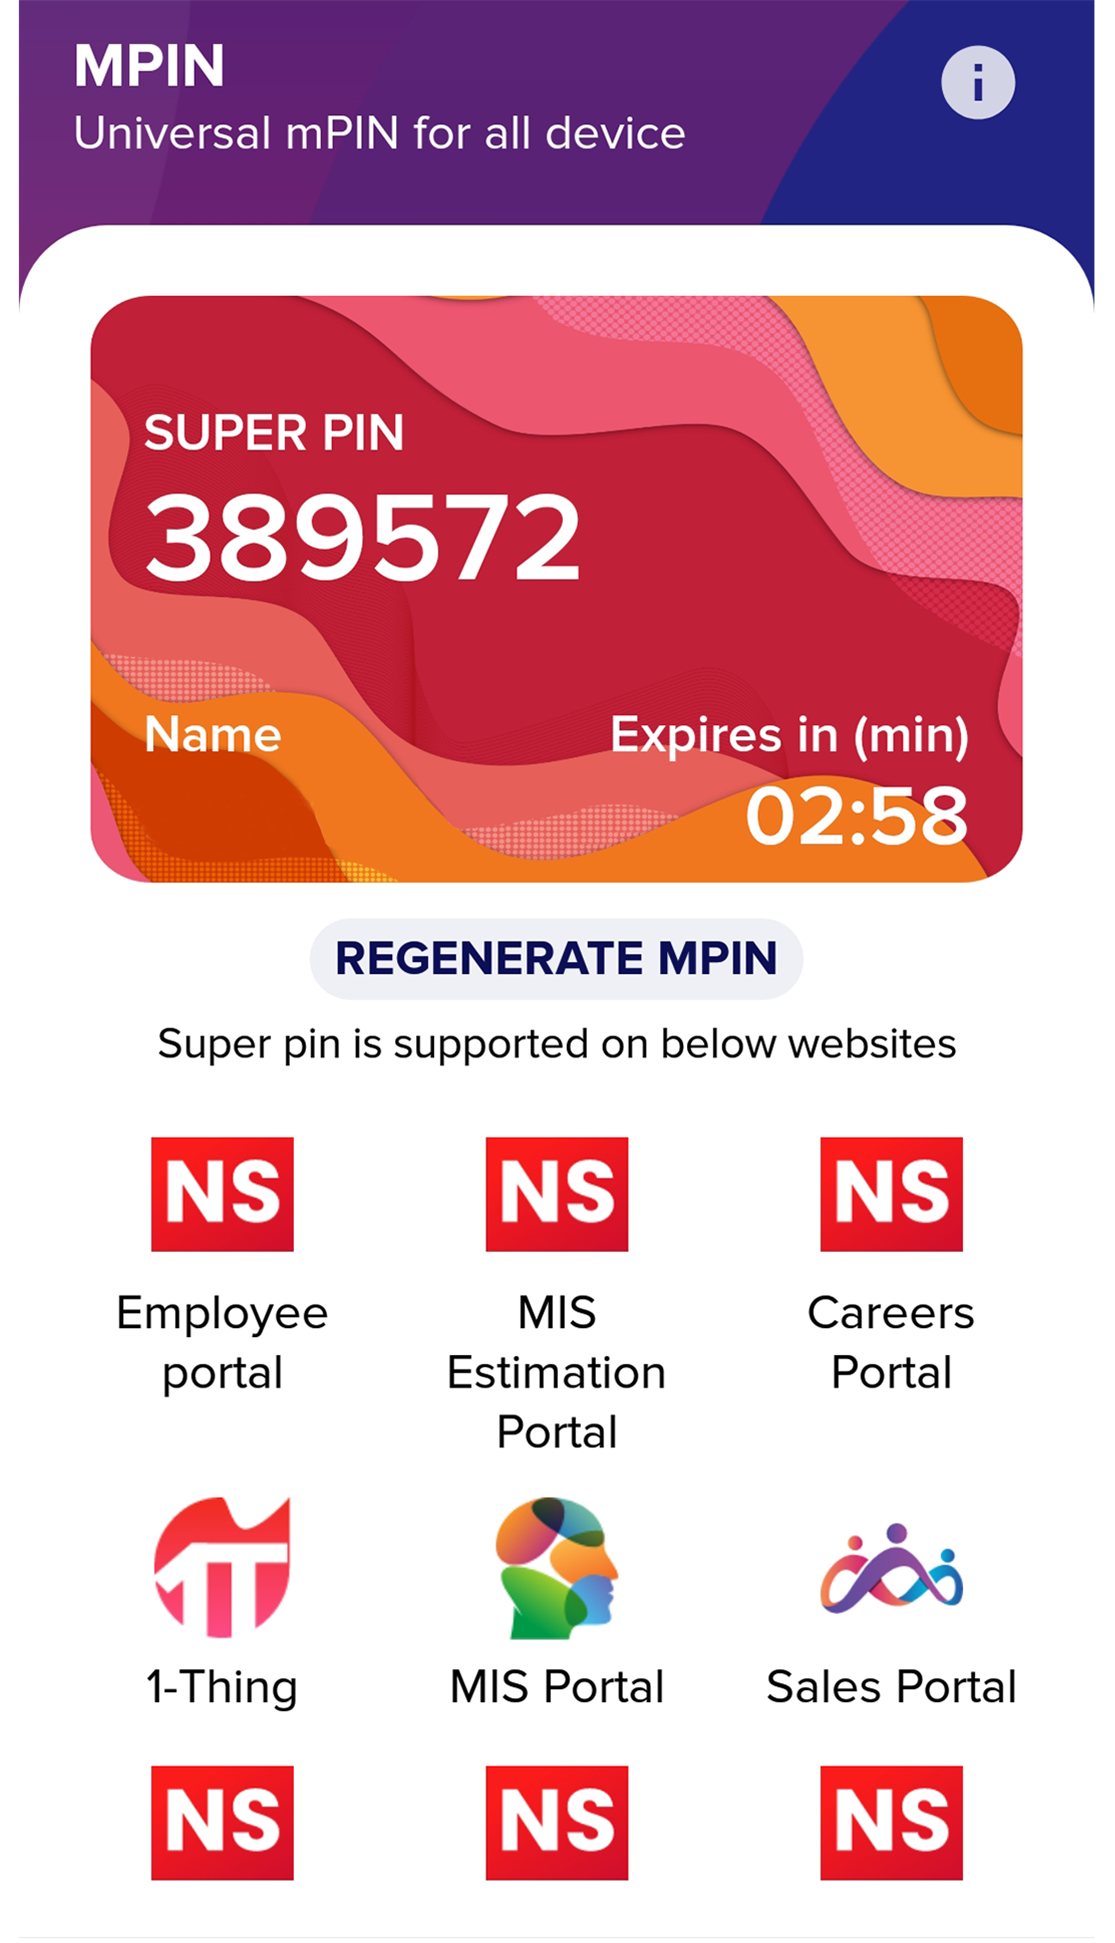 MPIN
Universal mPIN for all device
i
SUPER PIN
389572
Name
Expires in (min)
02:58
REGENERATE MPIN
Super pin is supported on below websites
NS
NS
NS
Employee
portal
MIS
Estimation
Portal
Careers
Portal
1-Thing
MIS Portal
Sales Portal
NS
NS
NS